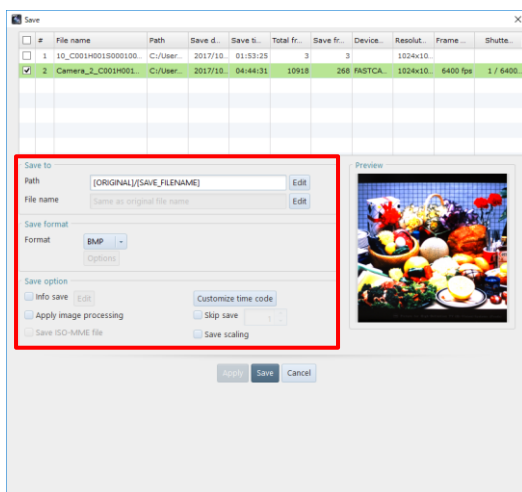 Save
# File name Path Save d... Save ti... Total fr... Save fr... Device... Resolut... Frame ... Shutte...
1 10_C001H001S000100... C:/User... 2017/10... 01:53:25 3 3 1024x10...
2 Camera_2_C001H001... C:/User... 2017/10... 04:44:31 10918 268 FASTCA... 1024x10... 6400 fps 1 / 6400...
Save to
Path [ORIGINAL]/[SAVE_FILENAME] Edit
File name Same as original file name Edit
Save format
Format BMP
Options
Save option
Info save Edit Customize time code
Apply image processing Skip save 1
Save ISO-MME file Save scaling
Preview
Apply Save Cancel